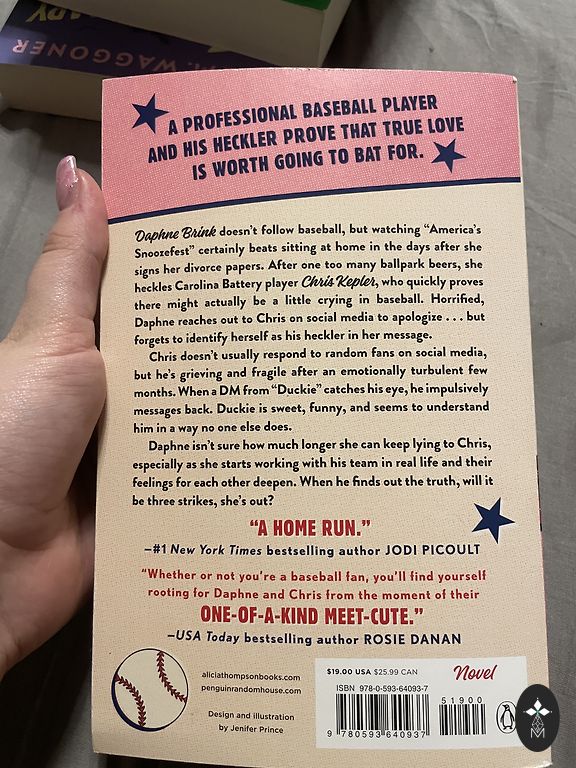 M. WAGGONER
A PROFESSIONAL BASEBALL PLAYER
AND HIS HECKLER PROVE THAT TRUE LOVE
IS WORTH GOING TO BAT FOR.
Daphne Brink doesn't follow baseball, but watching “America's
Snoozefest” certainly beats sitting at home in the days after she
signs her divorce papers. After one too many ballpark beers, she
heckles Carolina Battery player Chris Kepler, who quickly proves
there might actually be a little crying in baseball. Horrified,
Daphne reaches out to Chris on social media to apologize . . . but
forgets to identify herself as his heckler in her message.
Chris doesn't usually respond to random fans on social media,
but he's grieving and fragile after an emotionally turbulent few
months. When a DM from “Duckie” catches his eye, he impulsively
messages back. Duckie is sweet, funny, and seems to understand
him in a way no one else does.
Daphne isn't sure how much longer she can keep lying to Chris,
especially as she starts working with his team in real life and their
feelings for each other deepen. When he finds out the truth, will it
be three strikes, she's out?
“A HOME RUN.”
—#1 New York Times bestselling author JODI PICOULT
“Whether or not you're a baseball fan, you'll find yourself
rooting for Daphne and Chris from the moment of their
ONE-OF-A-KIND MEET-CUTE.”
—USA Today bestselling author ROSIE DANAN
aliciathompsonbooks.com
penguinrandomhouse.com
Design and illustration
by Jenifer Prince
$19.00 USA $25.99 CAN
Novel
ISBN 978-0-593-64093-7
51900
9 780593 640937
M